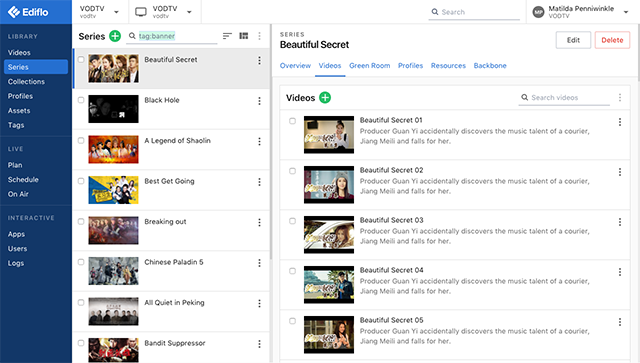 Ediflo
VODTV
vodtv
VODTV
vodtv
Search
MP
Matilda Penniwinkle
VODTV
LIBRARY
Videos
Series
Collections
Profiles
Assets
Tags
LIVE
Plan
Schedule
On Air
INTERACTIVE
Apps
Users
Logs
Series
tag:banner
Beautiful Secret
Black Hole
A Legend of Shaolin
Best Get Going
Breaking out
Chinese Paladin 5
All Quiet in Peking
Bandit Suppressor
SERIES
Beautiful Secret
Edit
Delete
Overview
Videos
Green Room
Profiles
Resources
Backbone
Videos
Search videos
Beautiful Secret 01
Producer Guan Yi accidentally discovers the music talent of a courier,
Jiang Meili and falls for her.
Beautiful Secret 02
Producer Guan Yi accidentally discovers the music talent of a courier,
Jiang Meili and falls for her.
Beautiful Secret 03
Producer Guan Yi accidentally discovers the music talent of a courier,
Jiang Meili and falls for her.
Beautiful Secret 04
Producer Guan Yi accidentally discovers the music talent of a courier,
Jiang Meili and falls for her.
Beautiful Secret 05
Producer Guan Yi accidentally discovers the music talent of a courier,
Jiang Meili and falls for her.